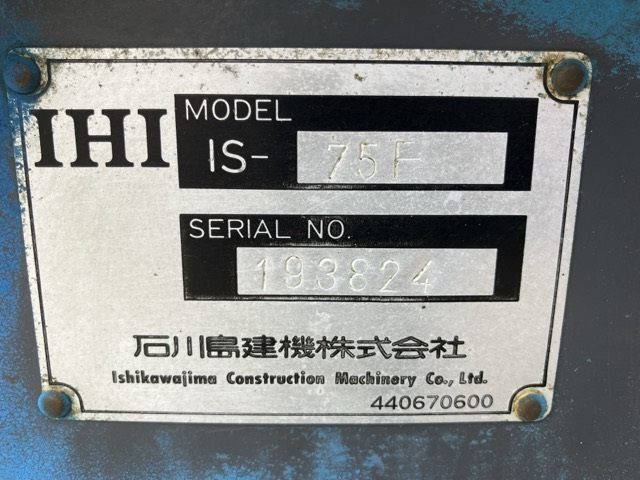 IHI
MODEL
IS- 75F
SERIAL NO.
193824
石川島建機株式会社
Ishikawajima Construction Machinery Co., Ltd.
440670600